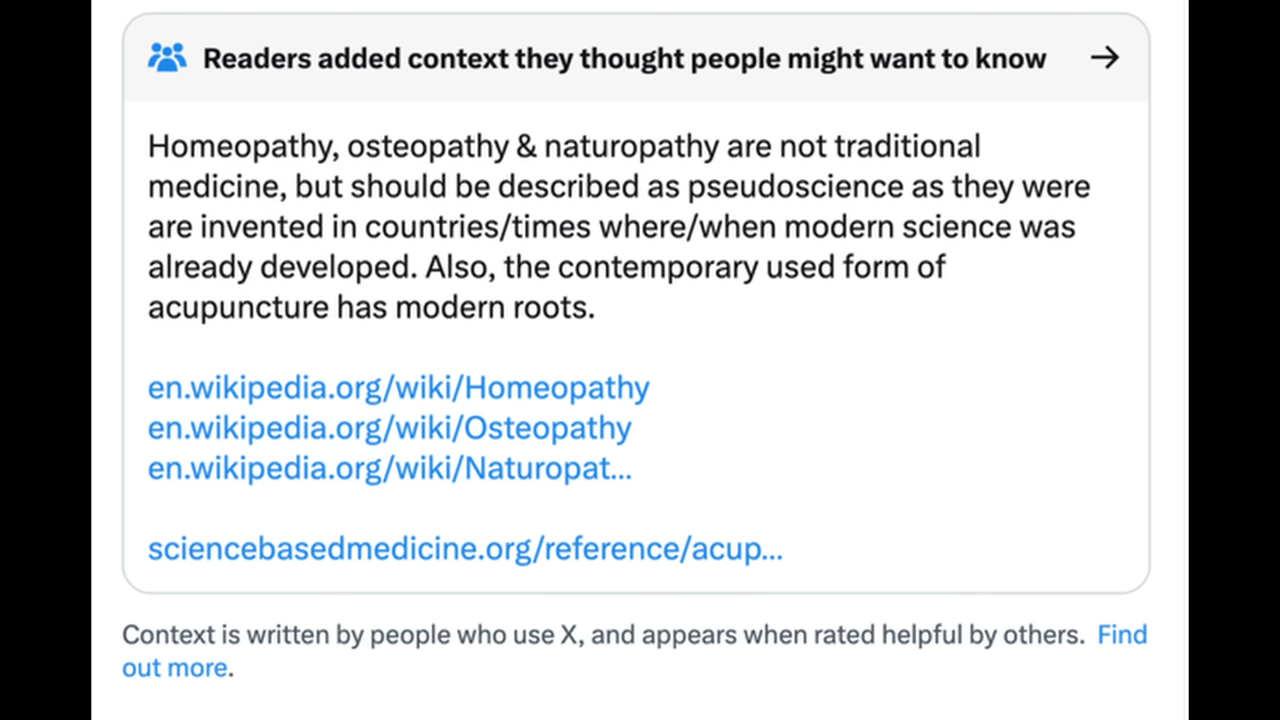 Readers added context they thought people might want to know →
Homeopathy, osteopathy & naturopathy are not traditional
medicine, but should be described as pseudoscience as they were
are invented in countries/times where/when modern science was
already developed. Also, the contemporary used form of
acupuncture has modern roots.
en.wikipedia.org/wiki/Homeopathy
en.wikipedia.org/wiki/Osteopathy
en.wikipedia.org/wiki/Naturopat...
sciencebasedmedicine.org/reference/acup...
Context is written by people who use X, and appears when rated helpful by others. Find
out more.